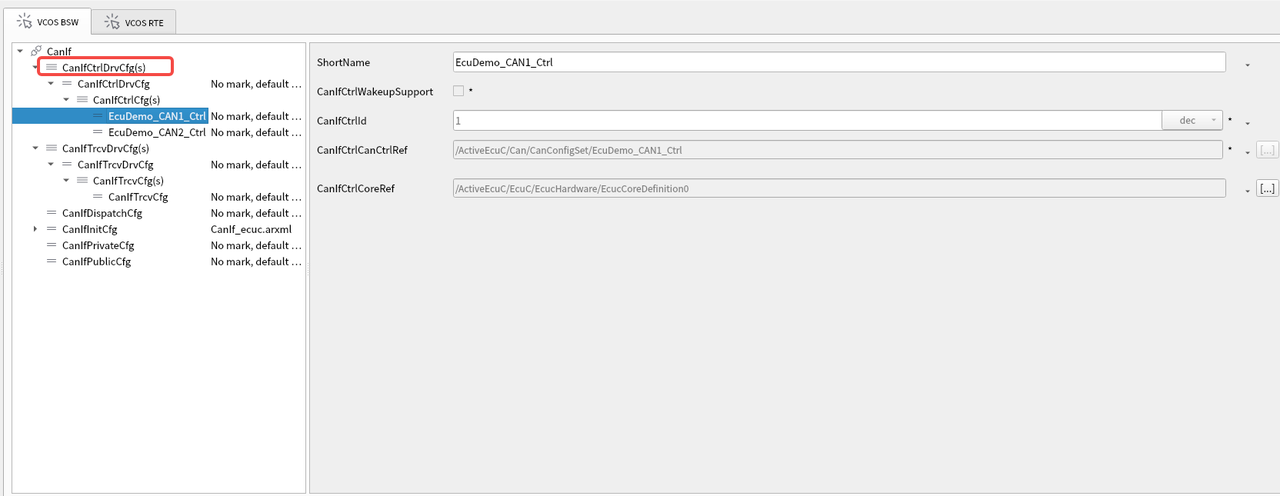 VCOS BSW VCOS RTE
CanIf
CanIfCtrlDrvCfg(s)
CanIfCtrlDrvCfg No mark, default ...
CanIfCtrlCfg(s)
EcuDemo_CAN1_Ctrl No mark, default ...
EcuDemo_CAN2_Ctrl No mark, default ...
CanIfTrcvDrvCfg(s)
CanIfTrcvDrvCfg No mark, default ...
CanIfTrcvCfg(s)
CanIfTrcvCfg No mark, default ...
CanIfDispatchCfg No mark, default ...
CanIfInitCfg CanIf_ecuc.arxml
CanIfPrivateCfg No mark, default ...
CanIfPublicCfg No mark, default ...
ShortName EcuDemo_CAN1_Ctrl
CanIfCtrlWakeupSupport *
CanIfCtrlId 1 dec *
CanIfCtrlCanCtrlRef /ActiveEcuC/Can/CanConfigSet/EcuDemo_CAN1_Ctrl * [...]
CanIfCtrlCoreRef /ActiveEcuC/EcuC/EcucHardware/EcucCoreDefinition0 [...]